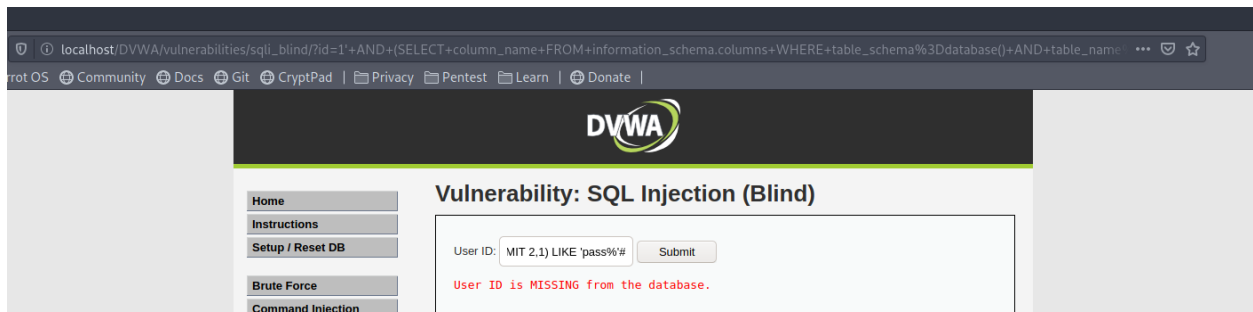 localhost/DVWA/vulnerabilities/sqli_blind/?id=1'+AND+(SELECT+column_name+FROM+information_schema.columns+WHERE+table_schema%3Ddatabase()+AND+table_name
rrot OS Community Docs Git CryptPad | Privacy Pentest Learn | Donate |
DVWA
Vulnerability: SQL Injection (Blind)
Home
Instructions
Setup / Reset DB
User ID: MIT 2,1) LIKE 'pass%'# Submit
Brute Force
User ID is MISSING from the database.
Command Injection